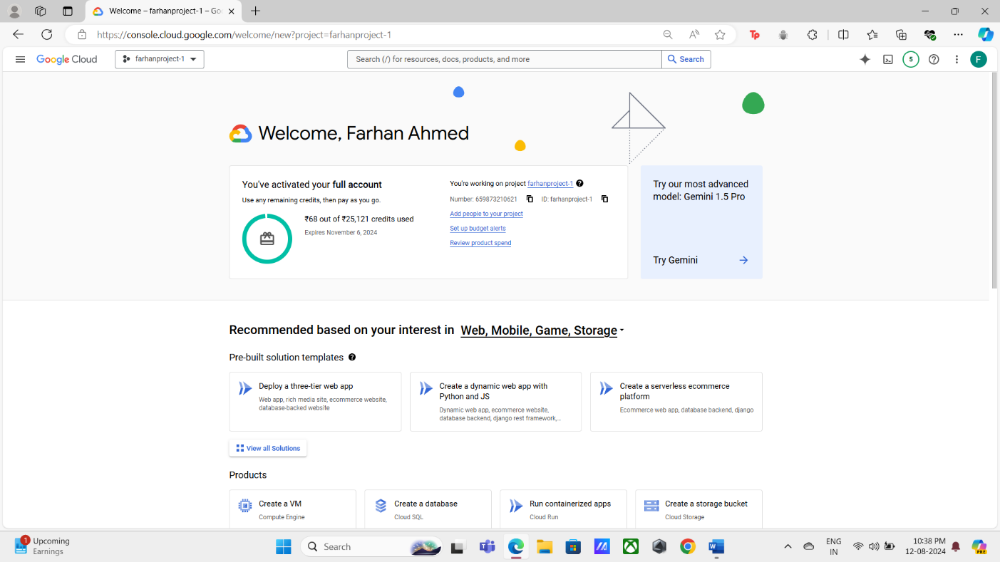 Welcome – farhanproject-1 – Go
https://console.cloud.google.com/welcome/new?project=farhanproject-1
Google Cloud
farhanproject-1
Search (/) for resources, docs, products, and more
Search
5
F
Welcome, Farhan Ahmed
You've activated your full account
Use any remaining credits, then pay as you go.
₹68 out of ₹25,121 credits used
Expires November 6, 2024
You're working on project farhanproject-1
Number: 659873210621 ID: farhanproject-1
Add people to your project
Set up budget alerts
Review product spend
Try our most advanced
model: Gemini 1.5 Pro
Try Gemini
Recommended based on your interest in Web, Mobile, Game, Storage
Pre-built solution templates
Deploy a three-tier web app
Web app, rich media site, ecommerce website,
database-backed website
Create a dynamic web app with
Python and JS
Dynamic web app, ecommerce website,
database backend, django rest framework,...
Create a serverless ecommerce
platform
Ecommerce web app, database backend, django
View all Solutions
Products
Create a VM
Compute Engine
Create a database
Cloud SQL
Run containerized apps
Cloud Run
Create a storage bucket
Cloud Storage
1
Upcoming
Earnings
Search
ENG
IN
10:38 PM
12-08-2024
PRE